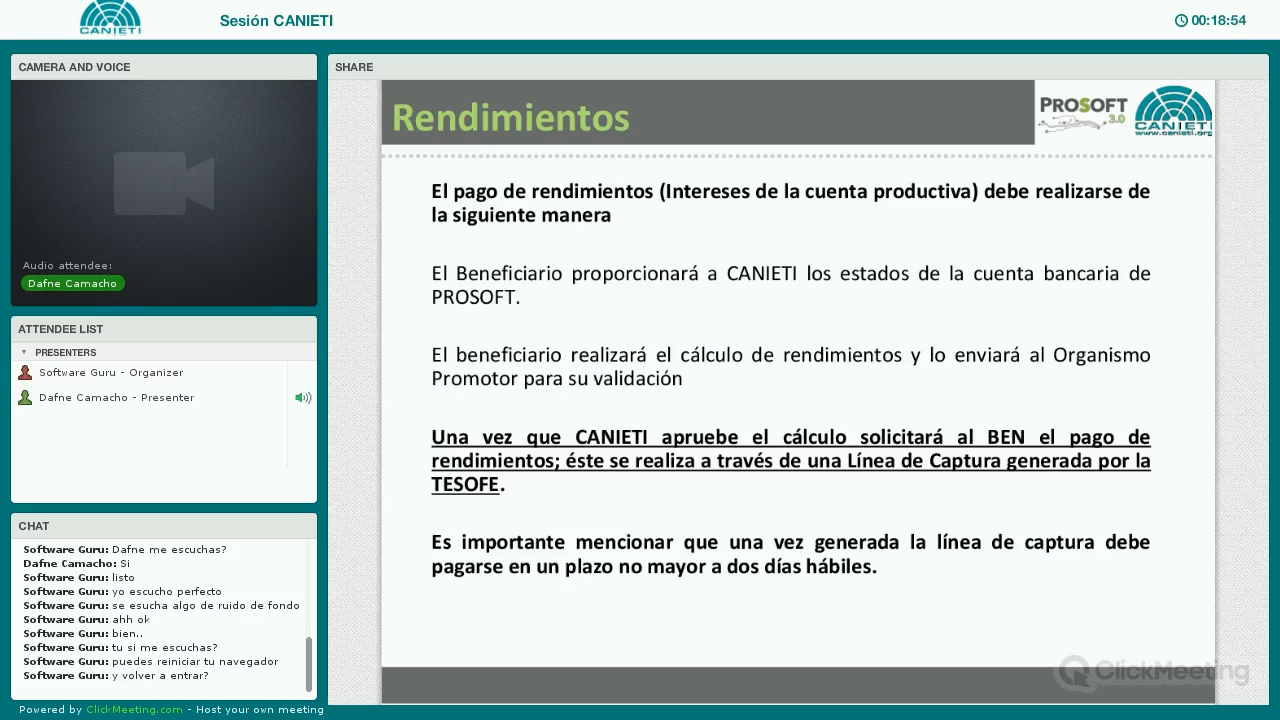 CANIETI
Sesión CANIETI
00:18:54
CAMERA AND VOICE
Audio attendee:
Dafne Camacho
ATTENDEE LIST
PRESENTERS
Software Guru - Organizer
Dafne Camacho - Presenter
CHAT
Software Guru: Dafne me escuchas?
Dafne Camacho: Si
Software Guru: listo
Software Guru: yo escucho perfecto
Software Guru: se esucha algo de ruido de fondo
Software Guru: ahh ok
Software Guru: bien..
Software Guru: tu si me escuchas?
Software Guru: puedes reiniciar tu navegador
Software Guru: y volver a entrar?
Powered by ClickMeeting.com - Host your own meeting
SHARE
Rendimientos
PROSOFT
3.0
CANIETI
www.canieti.org
El pago de rendimientos (Intereses de la cuenta productiva) debe realizarse de
la siguiente manera
El Beneficiario proporcionará a CANIETI los estados de la cuenta bancaria de
PROSOFT.
El beneficiario realizará el cálculo de rendimientos y lo enviará al Organismo
Promotor para su validación
Una vez que CANIETI apruebe el cálculo solicitará al BEN el pago de
rendimientos; éste se realiza a través de una Línea de Captura generada por la
TESOFE.
Es importante mencionar que una vez generada la línea de captura debe
pagarse en un plazo no mayor a dos días hábiles.
ClickMeeting